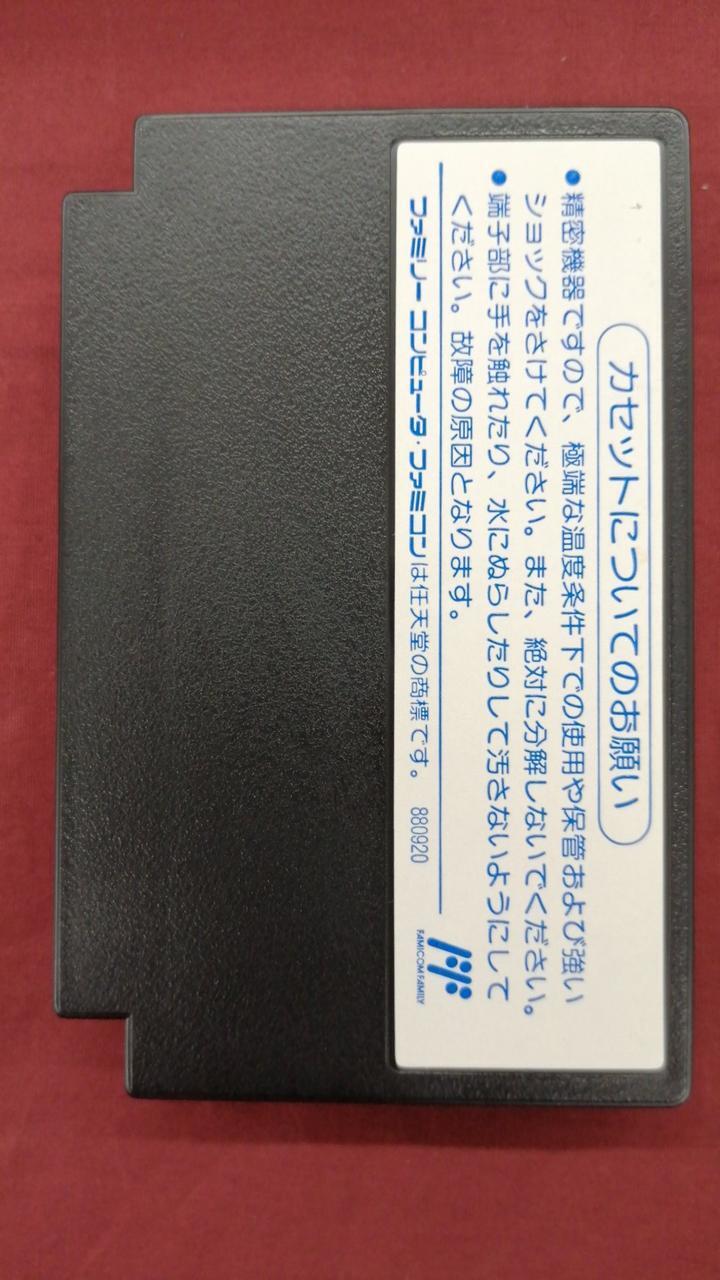 カセットについてのお願い
●精密機器ですので、極端な温度条件下での使用や保管および強い
ショックをさけてください。また、絶対に分解しないでください。
●端子部に手を触れたり、水にぬらしたりして汚さないようにして
ください。故障の原因となります。
ファミリー コンピュータ・ファミコンは任天堂の商標です。 880920
FAMICOM FAMILY